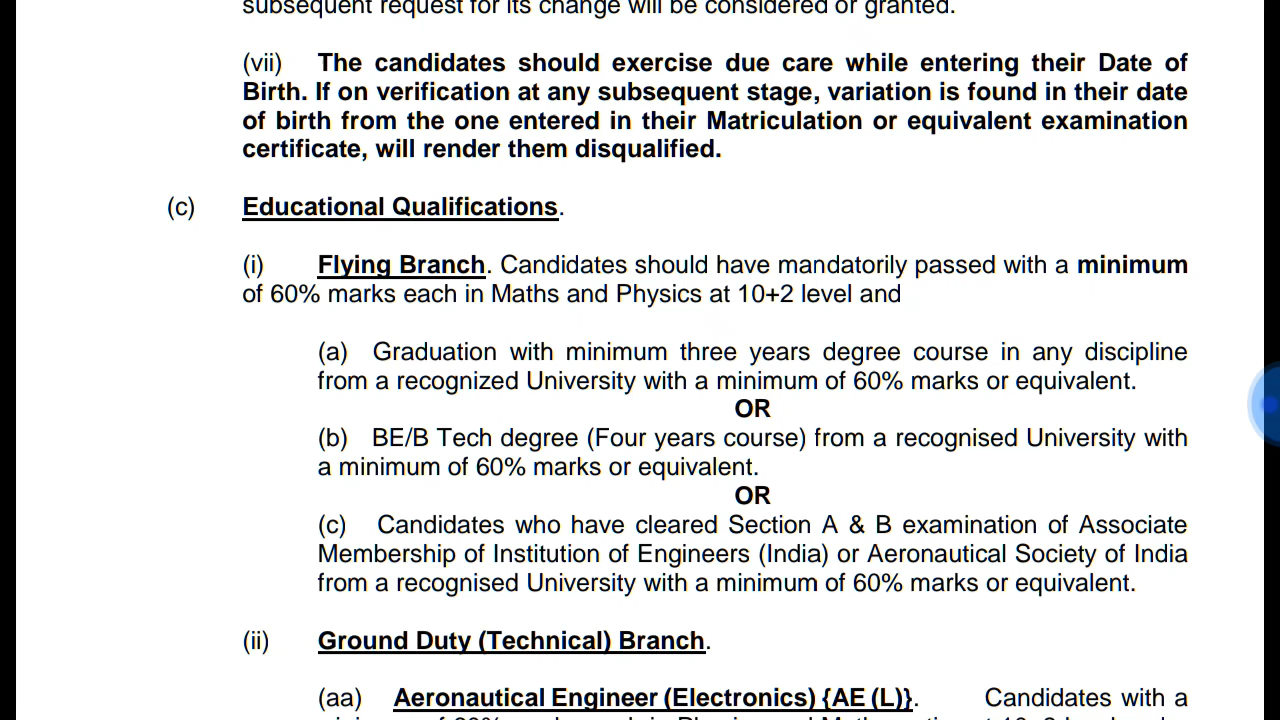 subsequent request for its change will be considered or granted.
(vii) The candidates should exercise due care while entering their Date of
Birth. If on verification at any subsequent stage, variation is found in their date
of birth from the one entered in their Matriculation or equivalent examination
certificate, will render them disqualified.
(c) Educational Qualifications.
(i) Flying Branch. Candidates should have mandatorily passed with a minimum
of 60% marks each in Maths and Physics at 10+2 level and
(a) Graduation with minimum three years degree course in any discipline
from a recognized University with a minimum of 60% marks or equivalent.
OR
(b) BE/B Tech degree (Four years course) from a recognised University with
a minimum of 60% marks or equivalent.
OR
(c) Candidates who have cleared Section A & B examination of Associate
Membership of Institution of Engineers (India) or Aeronautical Society of India
from a recognised University with a minimum of 60% marks or equivalent.
(ii) Ground Duty (Technical) Branch.
(aa) Aeronautical Engineer (Electronics) {AE (L)}. Candidates with a